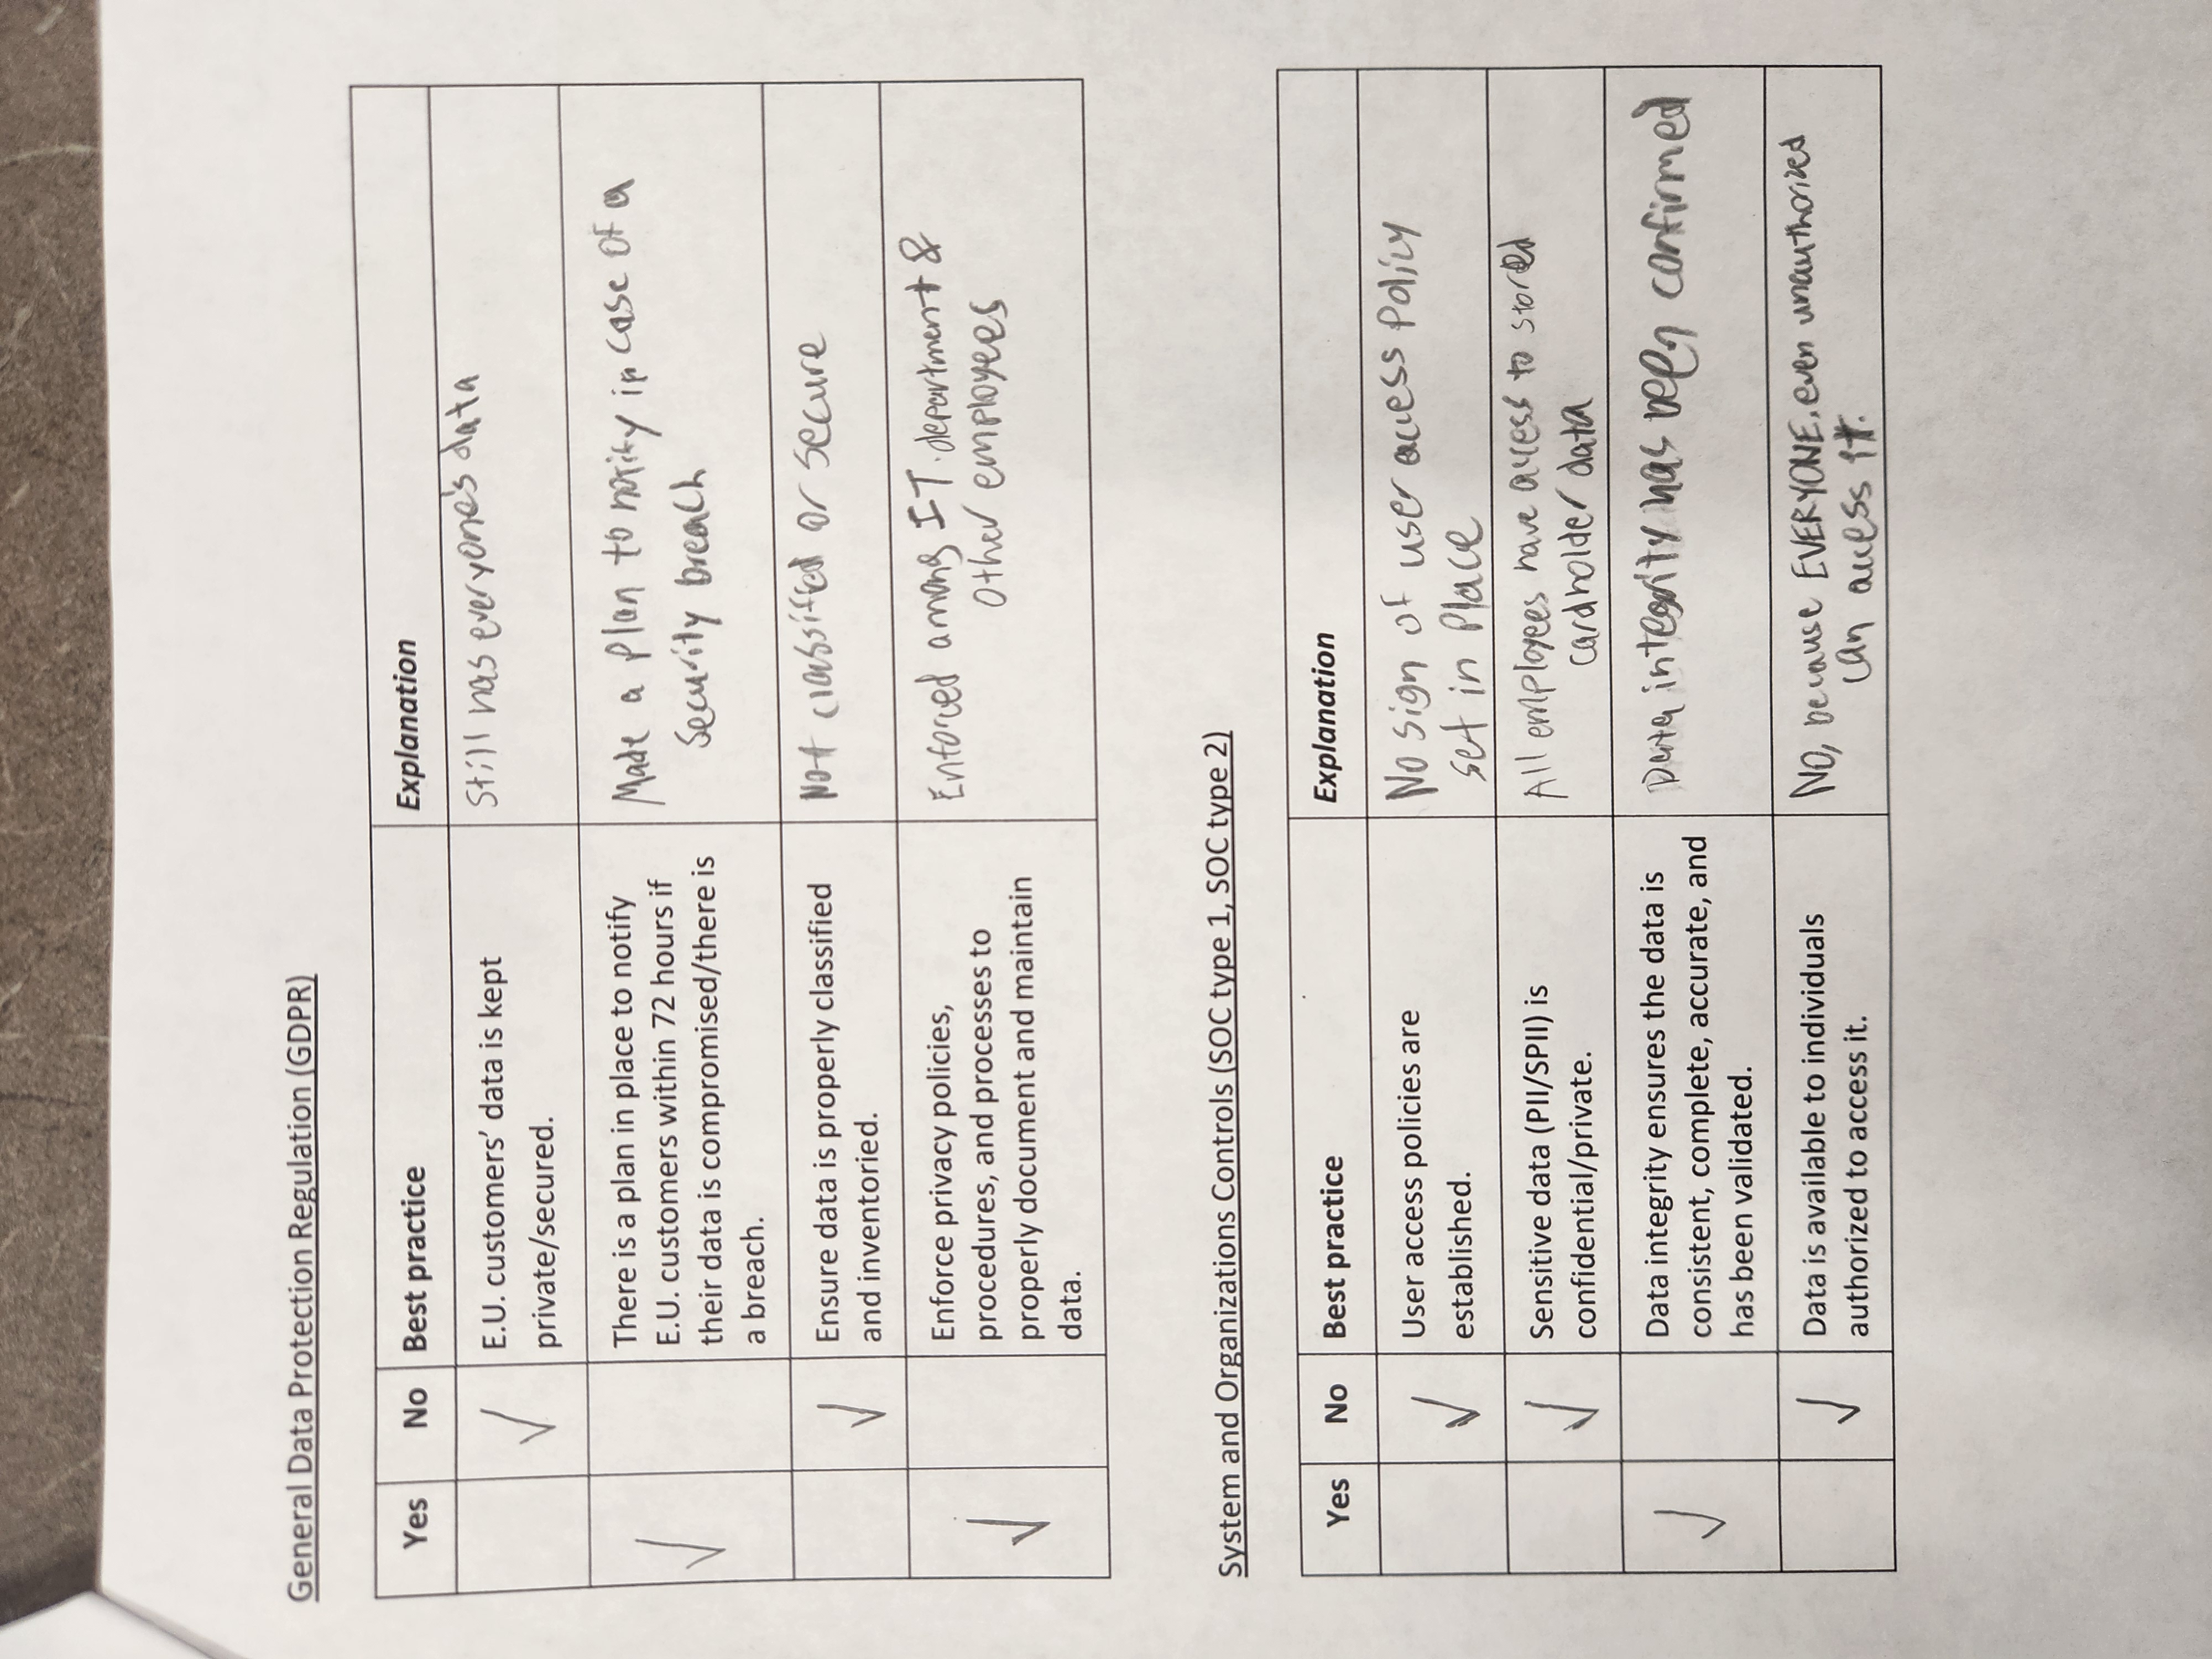 General Data Protection Regulation (GDPR)
Yes No Best practice Explanation
E.U. customers' data is kept
private/secured.
Still has everyone's data
There is a plan in place to notify
E.U. customers within 72 hours if
their data is compromised/there is
a breach.
Made a plan to notify in case of a
security breach
Ensure data is properly classified
and inventoried.
Not classified or secure
Enforce privacy policies,
procedures, and processes to
properly document and maintain
data.
Enforced among IT. department &
other employees
System and Organizations Controls (SOC type 1, SOC type 2)
Yes No Best practice Explanation
User access policies are
established.
No sign of user access policy
set in place
Sensitive data (PII/SPII) is
confidential/private.
All employees have access to stored
cardholder data
Data integrity ensures the data is
consistent, complete, accurate, and
has been validated.
Data integrity has been confirmed
Data is available to individuals
authorized to access it.
No, because EVERYONE, even unauthorized
can access it.